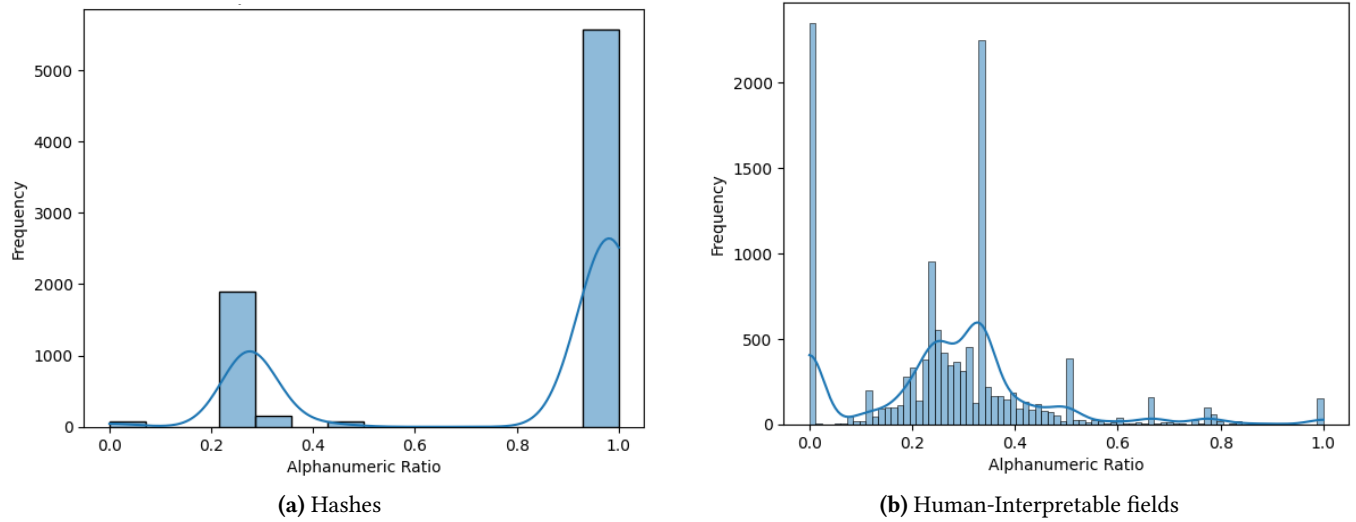 5000
4000
3000
2000
1000
0
Frequency
0.0 0.2 0.4 0.6 0.8 1.0
Alphanumeric Ratio
(a) Hashes
2000
1500
1000
500
0
Frequency
0.0 0.2 0.4 0.6 0.8 1.0
Alphanumeric Ratio
(b) Human-Interpretable fields